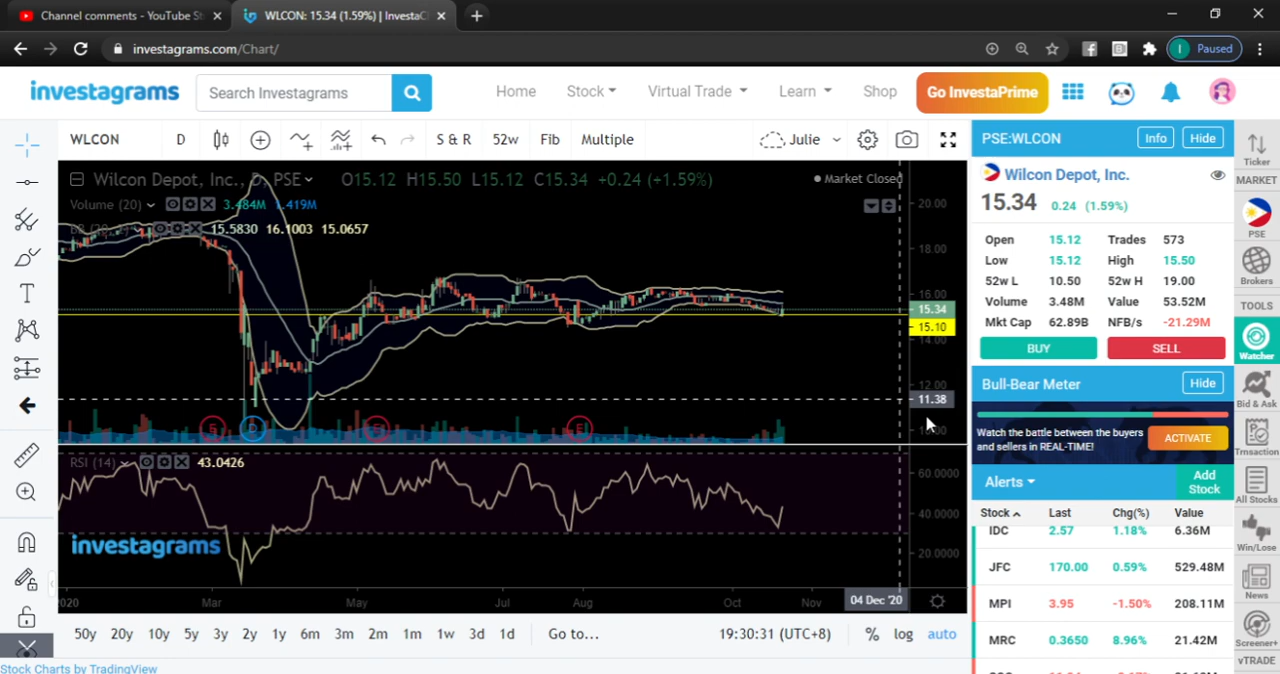 Channel comments - YouTube St
WLCON: 15.34 (1.59%) | InvestaG
investagrams.com/Chart/
Paused
investagrams
Search Investagrams
Home
Stock
Virtual Trade
Learn
Shop
Go InvestaPrime
WLCON
D
S & R
52w
Fib
Multiple
Julie
PSE:WLCON
Info
Hide
Ticker
MARKET
Wilcon Depot, Inc., D, PSE
O15.12 H15.50 L15.12 C15.34 +0.24 (+1.59%)
Market Closed
Volume (20)
3.484M
1.419M
15.5830 16.1003 15.0657
20.00
18.00
16.00
15.34
15.10
14.00
12.00
11.38
S
D
E
E
RSI (14)
43.0426
60.0000
40.0000
20.0000
investagrams
2020
Mar
May
Jul
Aug
Oct
Nov
04 Dec '20
50y
20y
10y
5y
3y
2y
1y
6m
3m
2m
1m
1w
3d
1d
Go to...
19:30:31 (UTC+8)
%
log
auto
Stock Charts by TradingView
Wilcon Depot, Inc.
15.34 0.24 (1.59%)
Open 15.12 Trades 573
Low 15.12 High 15.50
52w L 10.50 52w H 19.00
Volume 3.48M Value 53.52M
Mkt Cap 62.89B NFB/s -21.29M
BUY
SELL
Bull-Bear Meter
Hide
Watch the battle between the buyers
and sellers in REAL-TIME!
ACTIVATE
Alerts
Add
Stock
Stock Last Chg(%) Value
IDC 2.57 1.18% 6.36M
JFC 170.00 0.59% 529.48M
MPI 3.95 -1.50% 208.11M
MRC 0.3650 8.96% 21.42M
PSE
Brokers
TOOLS
Watcher
Bid & Ask
Trnsaction
All Stocks
Win/Lose
News
Screener+
vTRADE